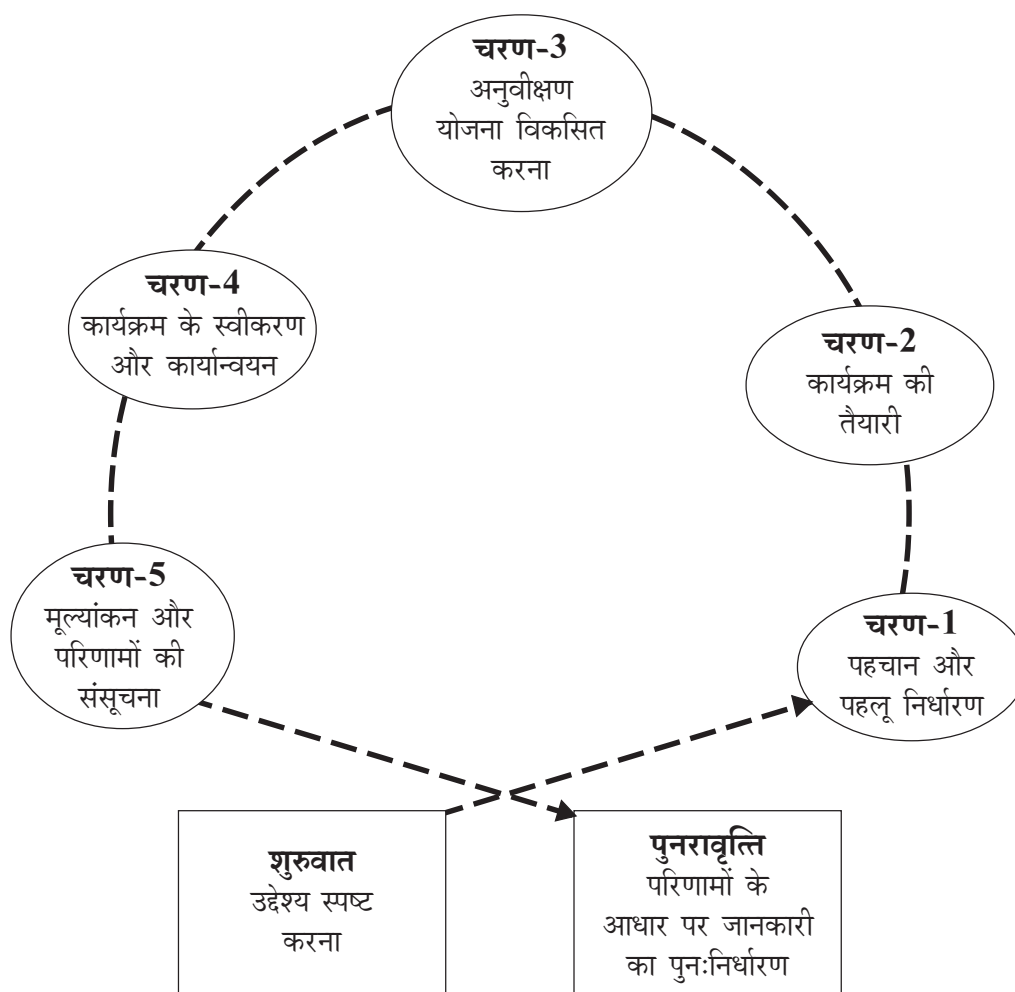 चरण-3
अनुवीक्षण
योजना विकसित
करना
चरण-4
कार्यक्रम के स्वीकरण
और कार्यान्वयन
चरण-2
कार्यक्रम की
तैयारी
चरण-5
मूल्यांकन और
परिणामों की
संसूचना
चरण-1
पहचान और
पहलू निर्धारण
शुरुवात
उद्देश्य स्पष्ट
करना
पुनरावृत्ति
परिणामों के
आधार पर जानकारी
का पुनःनिर्धारण